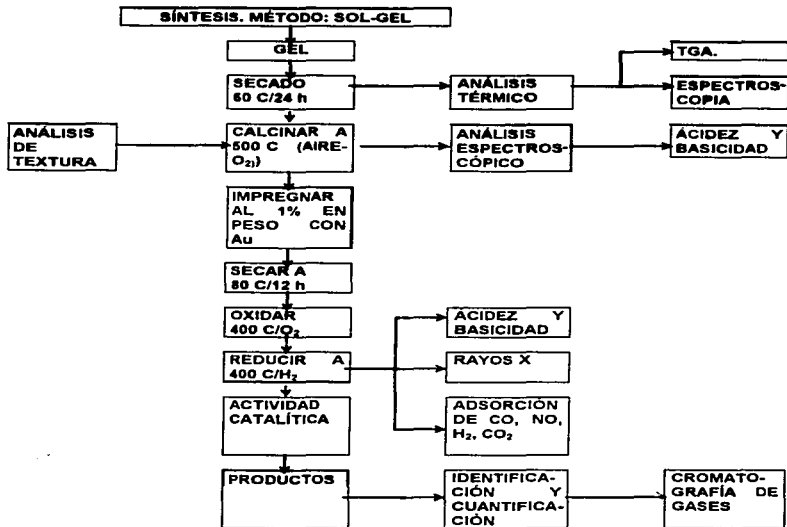 SÍNTESIS. MÉTODO: SOL-GEL
GEL
TGA.
SECADO
60 C/24 h
ANÁLISIS
TÉRMICO
ESPECTROS-
COPIA
ANÁLISIS
DE
TEXTURA
CALCINAR A
500 C (AIRE-
O₂))
ANÁLISIS
ESPECTROS-
CÓPICO
ÁCIDEZ Y
BASICIDAD
IMPREGNAR
AL 1% EN
PESO CON
Au
SECAR A
80 C/12 h
OXIDAR
400 C/O₂
ÁCIDEZ Y
BASICIDAD
REDUCIR A
400 C/H₂
RAYOS X
ACTIVIDAD
CATALÍTICA
ADSORCIÓN
DE CO, NO,
H₂, CO₂
PRODUCTOS
IDENTIFICA-
CIÓN Y
CUANTIFICA-
CIÓN
CROMATO-
GRAFÍA DE
GASES